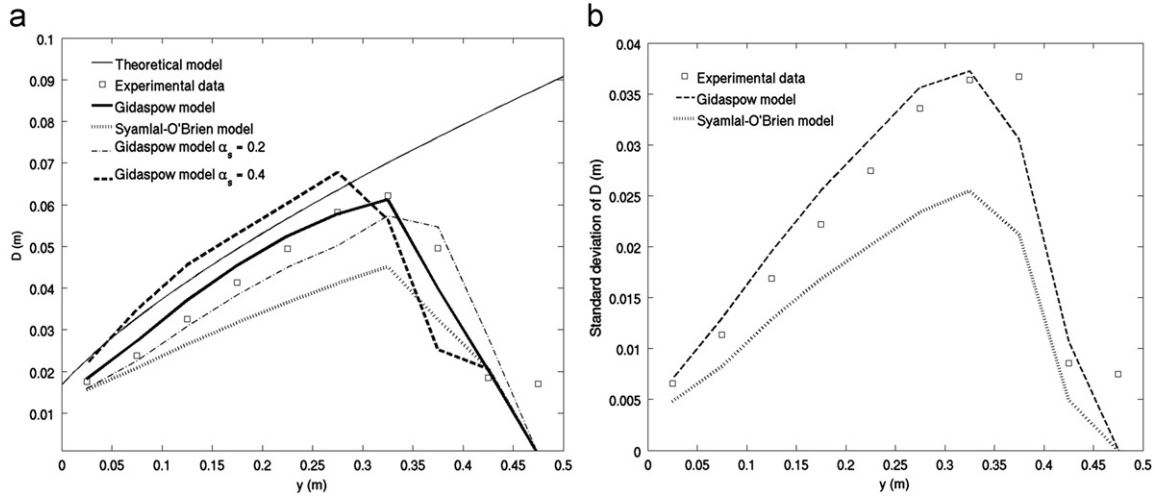 a
0.1
0.09
0.08
0.07
0.06
0.05
0.04
0.03
0.02
0.01
D (m)
Theoretical model
Experimental data
Gidaspow model
Syamlal-O'Brien model
Gidaspow model αs = 0.2
Gidaspow model αs = 0.4
0 0.05 0.1 0.15 0.2 0.25 0.3 0.35 0.4 0.45 0.5
y (m)
b
0.04
0.035
0.03
0.025
0.02
0.015
0.01
0.005
0
Standard deviation of D (m)
Experimental data
Gidaspow model
Syamlal-O'Brien model
0 0.05 0.1 0.15 0.2 0.25 0.3 0.35 0.4 0.45 0.5
y (m)